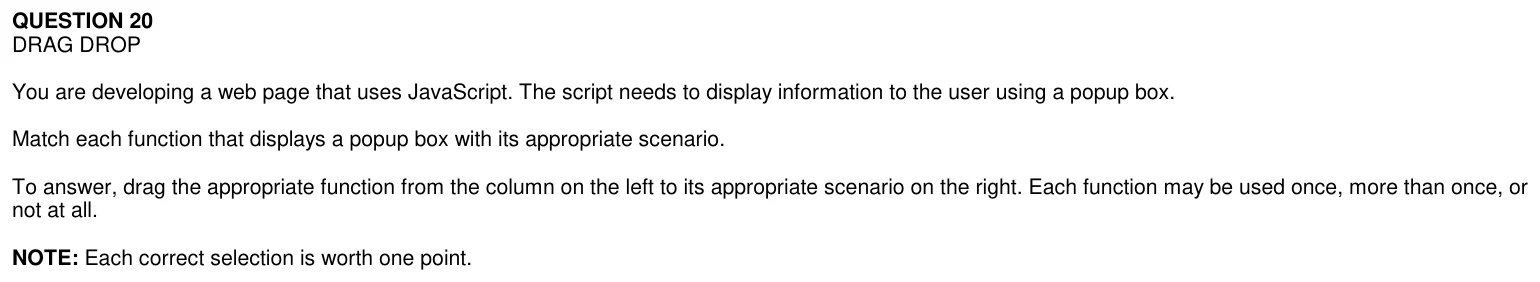 QUESTION 20
DRAG DROP
You are developing a web page that uses JavaScript. The script needs to display information to the user using a popup box.
Match each function that displays a popup box with its appropriate scenario.
To answer, drag the appropriate function from the column on the left to its appropriate scenario on the right. Each function may be used once, more than once, or
not at all.
NOTE: Each correct selection is worth one point.